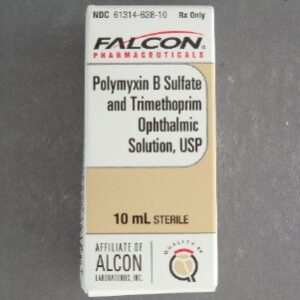 NDC 61314-628-10 Rx Only
FALCON
PHARMACEUTICALS
Polymyxin B Sulfate
and Trimethoprim
Ophthalmic
Solution, USP
10 mL STERILE
AFFILIATE OF
ALCON
LABORATORIES, INC.
QUALITY